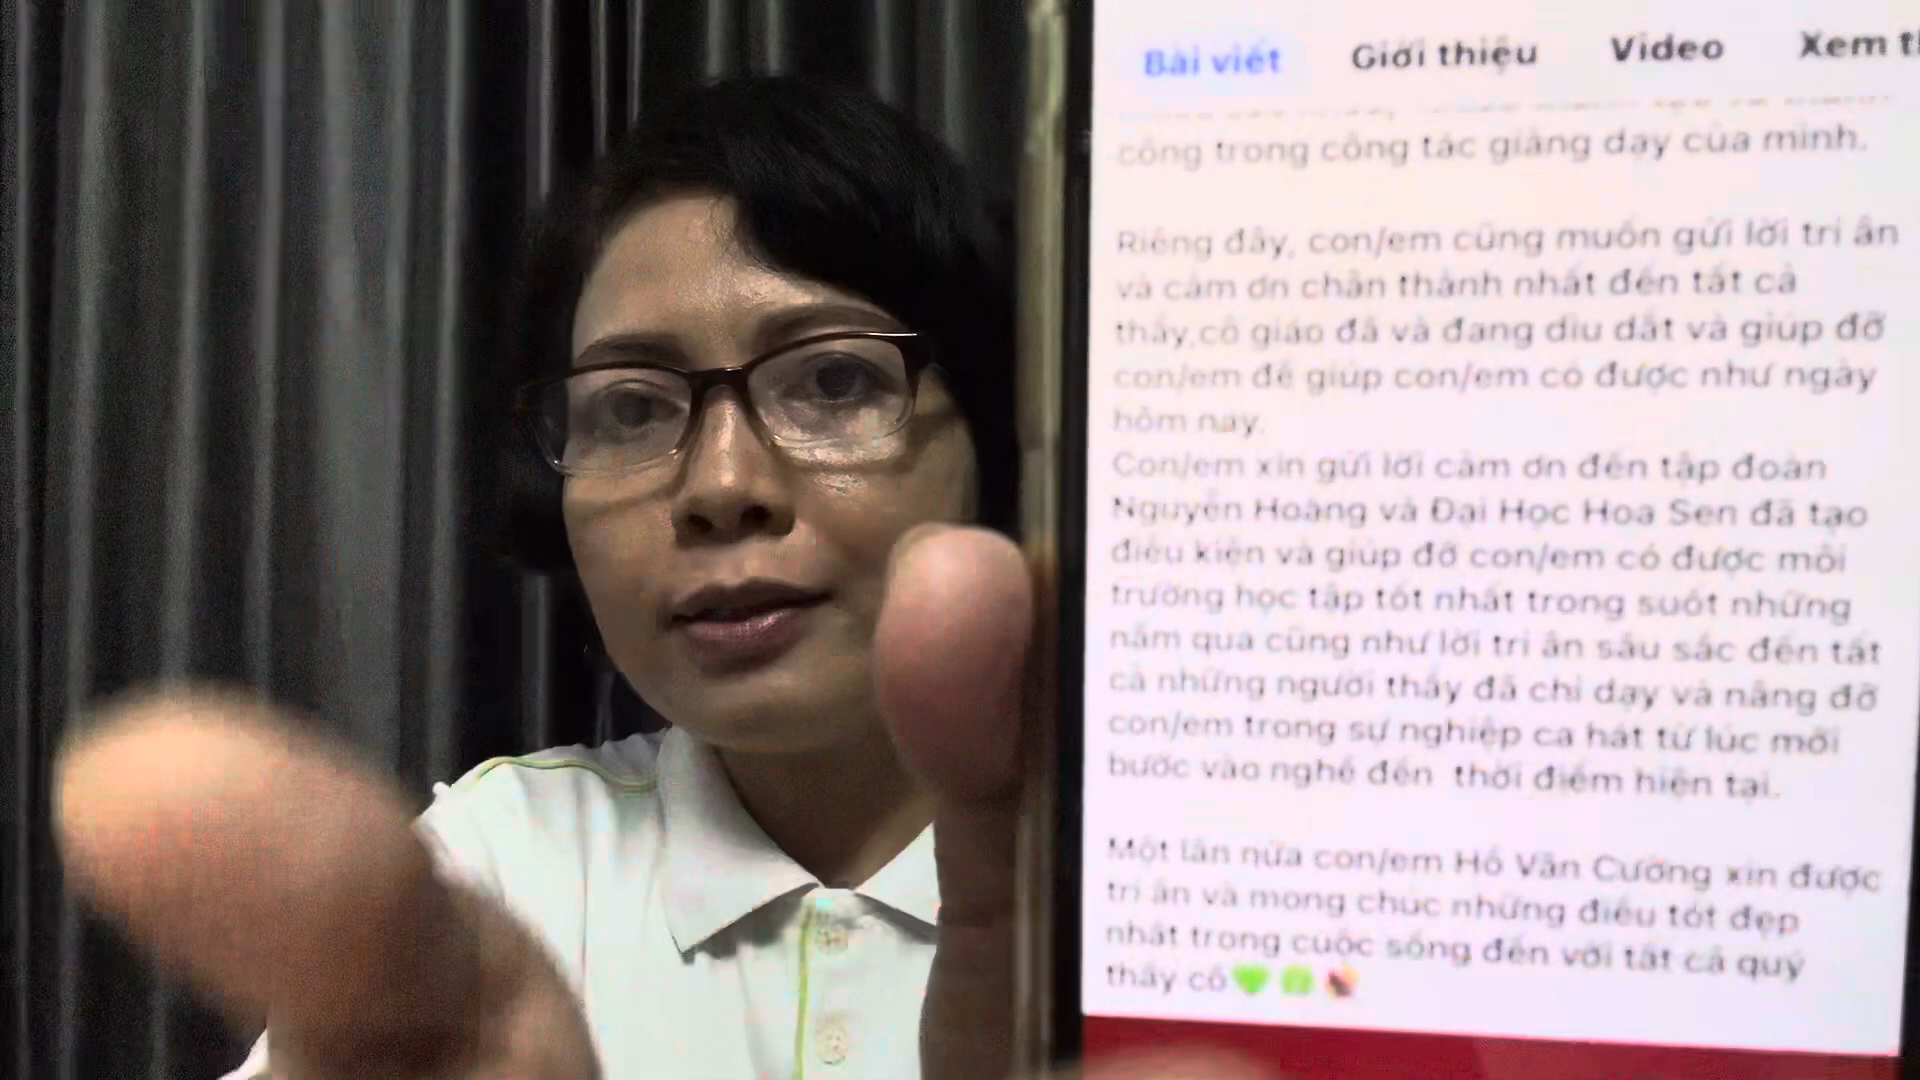 Bài viết Giới thiệu Video Xem
công trong công tác giảng dạy của mình.
Riêng đây, con/em cũng muốn gửi lời tri ân
và cảm ơn chân thành nhất đến tất cả
thầy,cô giáo đã và đang dìu dắt và giúp đỡ
con/em để giúp con/em có được như ngày
hôm nay.
Con/em xin gửi lời cảm ơn đến tập đoàn
Nguyễn Hoàng và Đại Học Hoa Sen đã tạo
điều kiện và giúp đỡ con/em có được môi
trường học tập tốt nhất trong suốt những
năm qua cũng như lời tri ân sâu sắc đến tất
cả những người thầy đã chỉ dạy và nâng đỡ
con/em trong sự nghiệp ca hát từ lúc mới
bước vào nghề đến thời điểm hiện tại.
Một lần nữa con/em Hồ Văn Cường xin được
tri ân và mong chúc những điều tốt đẹp
nhất trong cuộc sống đến với tất cả quý
thầy cô